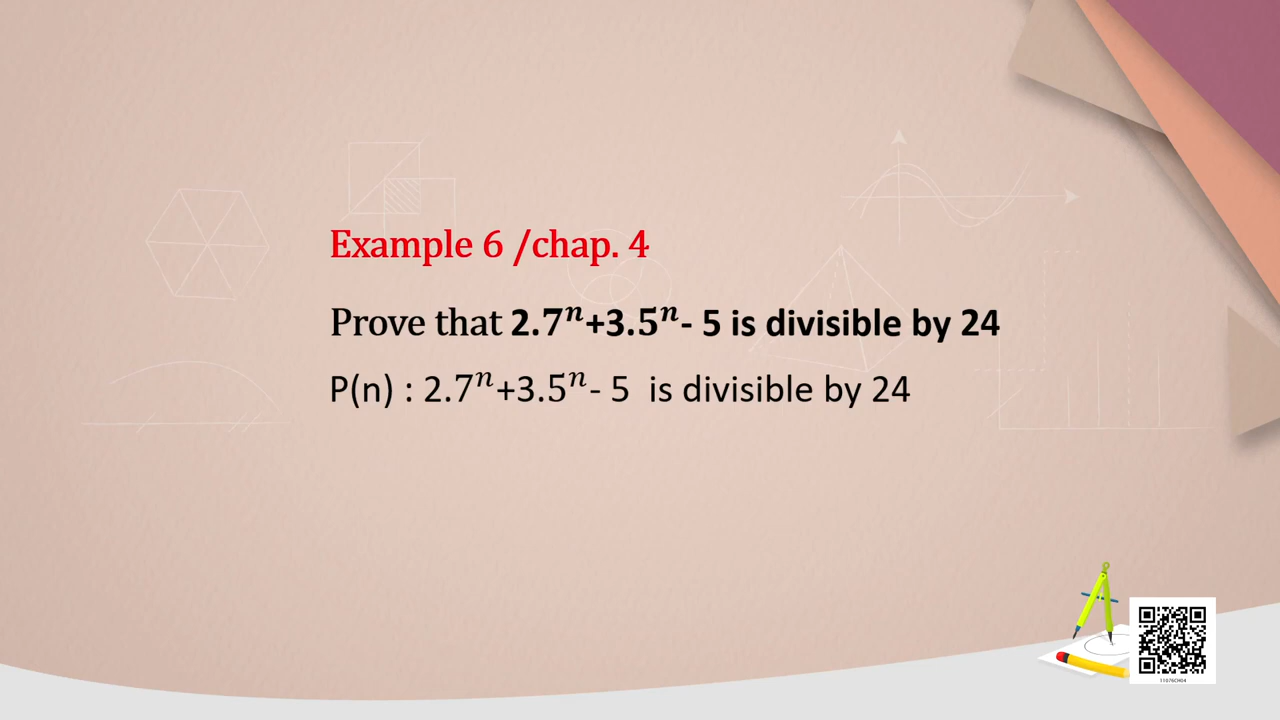 Example 6 /chap. 4
Prove that 2.7ⁿ+3.5ⁿ- 5 is divisible by 24
P(n) : 2.7ⁿ+3.5ⁿ- 5 is divisible by 24
11076CH04